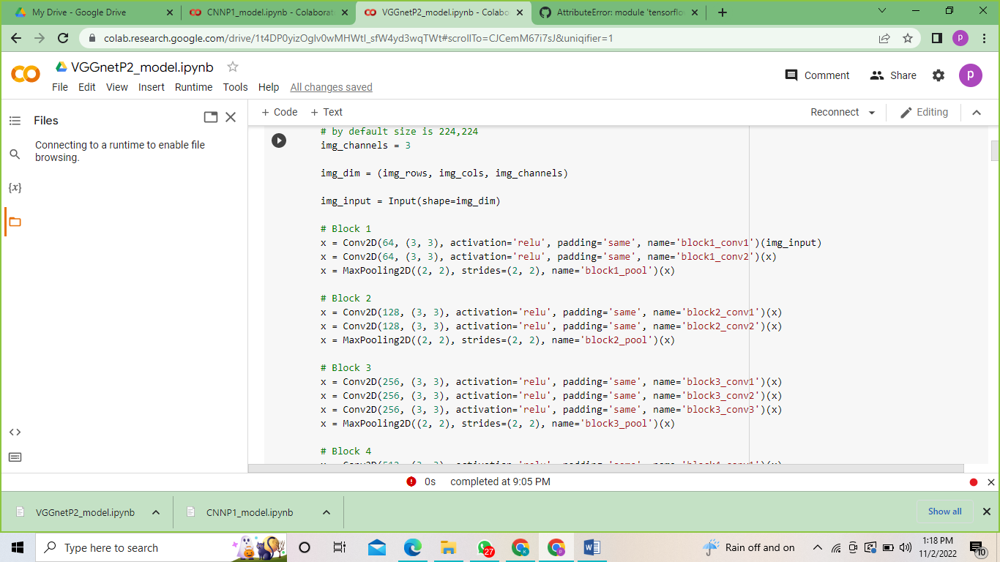 My Drive - Google Drive
CNNP1_model.ipynb - Colaborat
VGGnetP2_model.ipynb - Colabo
AttributeError: module 'tensorflo
colab.research.google.com/drive/1t4DP0yizOglv0wMHWtI_sfW4yd3wqTWt#scrollTo=CJCemM67i7sJ&uniqifier=1
P
CO
VGGnetP2_model.ipynb
Comment
Share
P
File Edit View Insert Runtime Tools Help All changes saved
Files
+ Code + Text
Reconnect
Editing
Connecting to a runtime to enable file
browsing.
{x}
# by default size is 224,224
img_channels = 3
img_dim = (img_rows, img_cols, img_channels)
img_input = Input(shape=img_dim)
# Block 1
x = Conv2D(64, (3, 3), activation='relu', padding='same', name='block1_conv1')(img_input)
x = Conv2D(64, (3, 3), activation='relu', padding='same', name='block1_conv2')(x)
x = MaxPooling2D((2, 2), strides=(2, 2), name='block1_pool')(x)
# Block 2
x = Conv2D(128, (3, 3), activation='relu', padding='same', name='block2_conv1')(x)
x = Conv2D(128, (3, 3), activation='relu', padding='same', name='block2_conv2')(x)
x = MaxPooling2D((2, 2), strides=(2, 2), name='block2_pool')(x)
# Block 3
x = Conv2D(256, (3, 3), activation='relu', padding='same', name='block3_conv1')(x)
x = Conv2D(256, (3, 3), activation='relu', padding='same', name='block3_conv2')(x)
x = Conv2D(256, (3, 3), activation='relu', padding='same', name='block3_conv3')(x)
x = MaxPooling2D((2, 2), strides=(2, 2), name='block3_pool')(x)
# Block 4
0s completed at 9:05 PM
VGGnetP2_model.ipynb
CNNP1_model.ipynb
Show all
Type here to search
27
K
P
W
Rain off and on
1:18 PM
11/2/2022
10